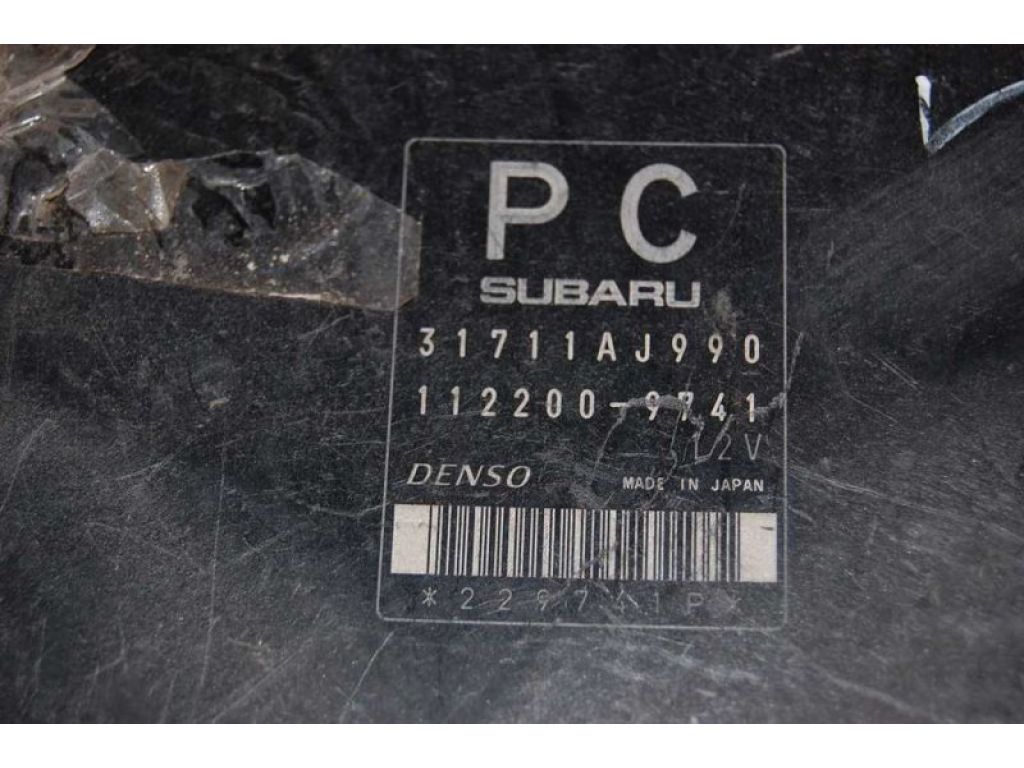 PC
SUBARU
31711AJ990
112200-9741
12V
DENSO MADE IN JAPAN
*229741P*